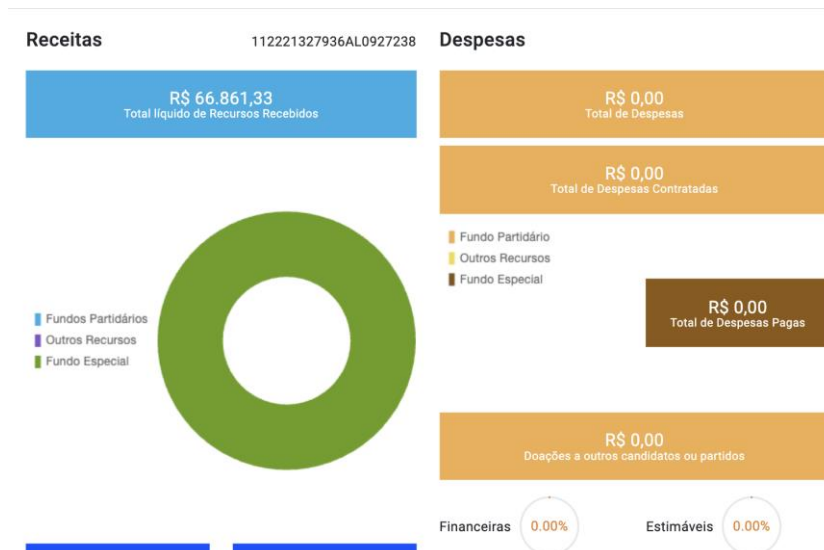 Receitas
112221327936AL0927238
R$ 66.861,33
Total líquido de Recursos Recebidos
Fundos Partidários
Outros Recursos
Fundo Especial
Despesas
R$ 0,00
Total de Despesas
R$ 0,00
Total de Despesas Contratadas
Fundo Partidário
Outros Recursos
Fundo Especial
R$ 0,00
Total de Despesas Pagas
R$ 0,00
Doações a outros candidatos ou partidos
Financeiras
0.00%
Estimáveis
0.00%